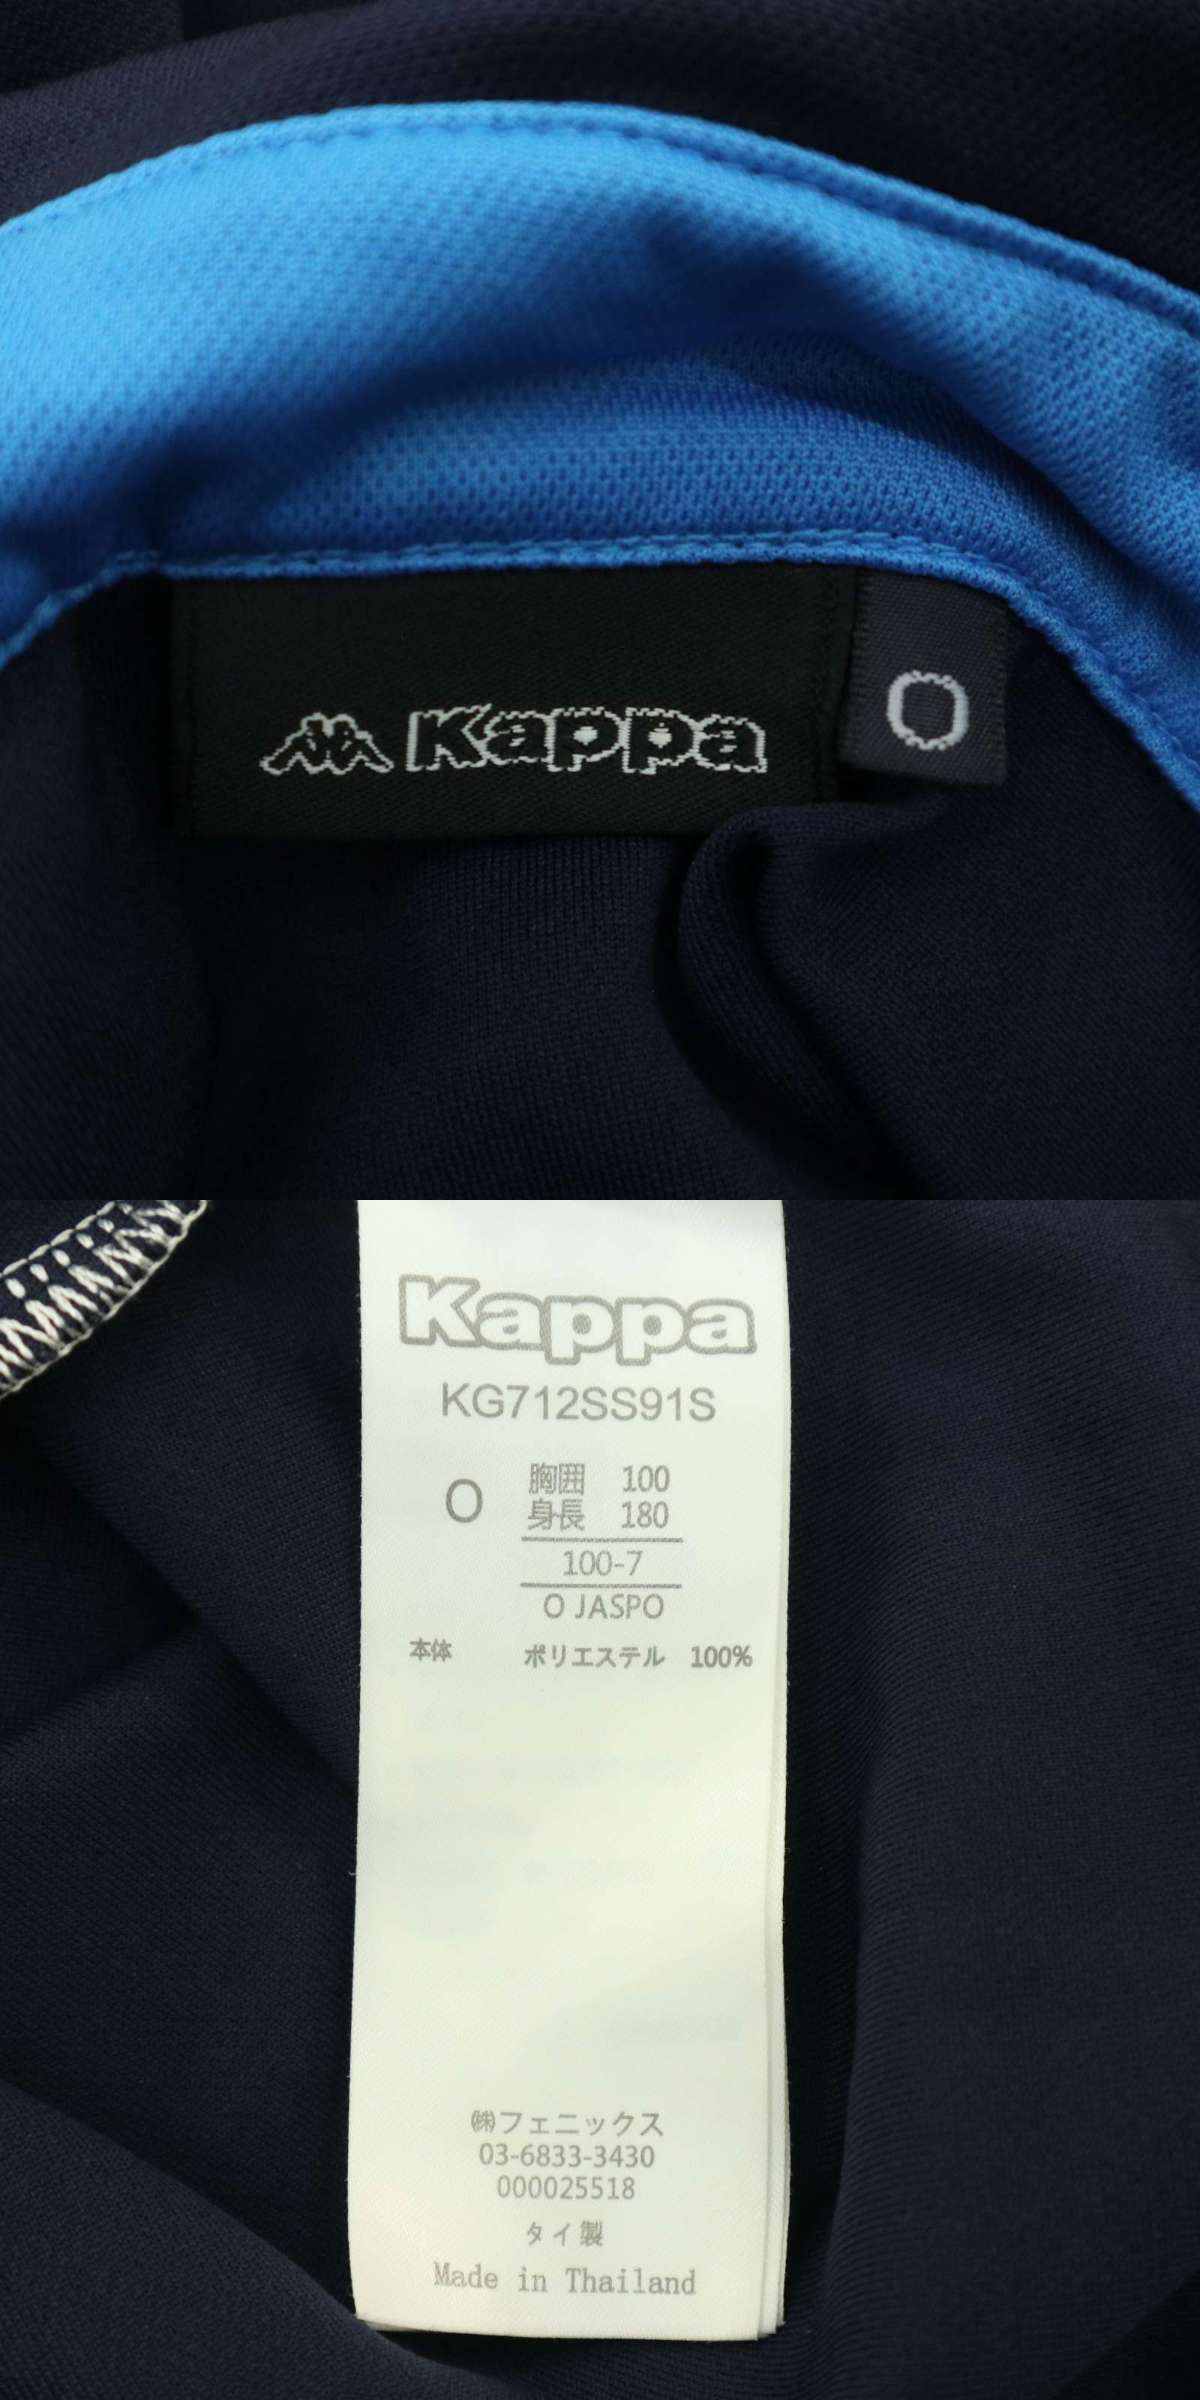 Kappa
O
Kappa
KG712SS91S
O
胸囲 100
身長 180
100-7
O JASPO
本体 ポリエステル 100%
㈱フェニックス
03-6833-3430
000025518
タイ製
Made in Thailand